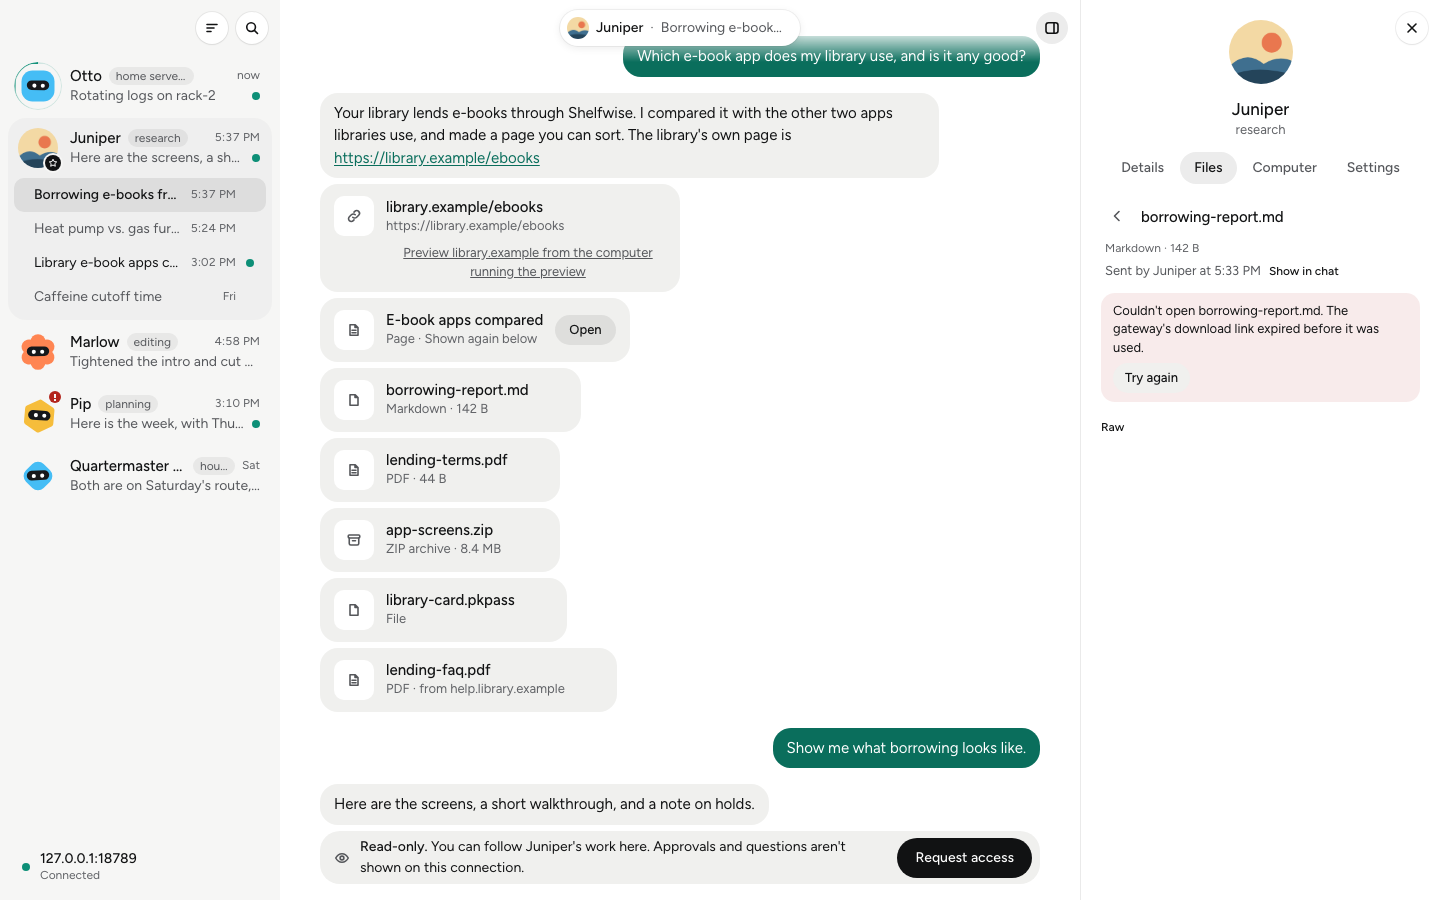 Otto
home serve...
now
Rotating logs on rack-2
Juniper
research
5:37 PM
Here are the screens, a sh...
Borrowing e-books fr...
5:37 PM
Heat pump vs. gas fur...
5:24 PM
Library e-book apps c...
3:02 PM
Caffeine cutoff time
Fri
Marlow
editing
4:58 PM
Tightened the intro and cut ...
Pip
planning
3:10 PM
Here is the week, with Thu...
Quartermaster ...
hou...
Sat
Both are on Saturday's route,...
127.0.0.1:18789
Connected
Juniper · Borrowing e-book...
Which e-book app does my library use, and is it any good?
Your library lends e-books through Shelfwise. I compared it with the other two apps
libraries use, and made a page you can sort. The library's own page is
https://library.example/ebooks
library.example/ebooks
https://library.example/ebooks
Preview library.example from the computer
running the preview
E-book apps compared
Page · Shown again below
Open
borrowing-report.md
Markdown · 142 B
lending-terms.pdf
PDF · 44 B
app-screens.zip
ZIP archive · 8.4 MB
library-card.pkpass
File
lending-faq.pdf
PDF · from help.library.example
Show me what borrowing looks like.
Here are the screens, a short walkthrough, and a note on holds.
Read-only. You can follow Juniper's work here. Approvals and questions aren't
shown on this connection.
Request access
Juniper
research
Details
Files
Computer
Settings
borrowing-report.md
Markdown · 142 B
Sent by Juniper at 5:33 PM
Show in chat
Couldn't open borrowing-report.md. The
gateway's download link expired before it was
used.
Try again
Raw